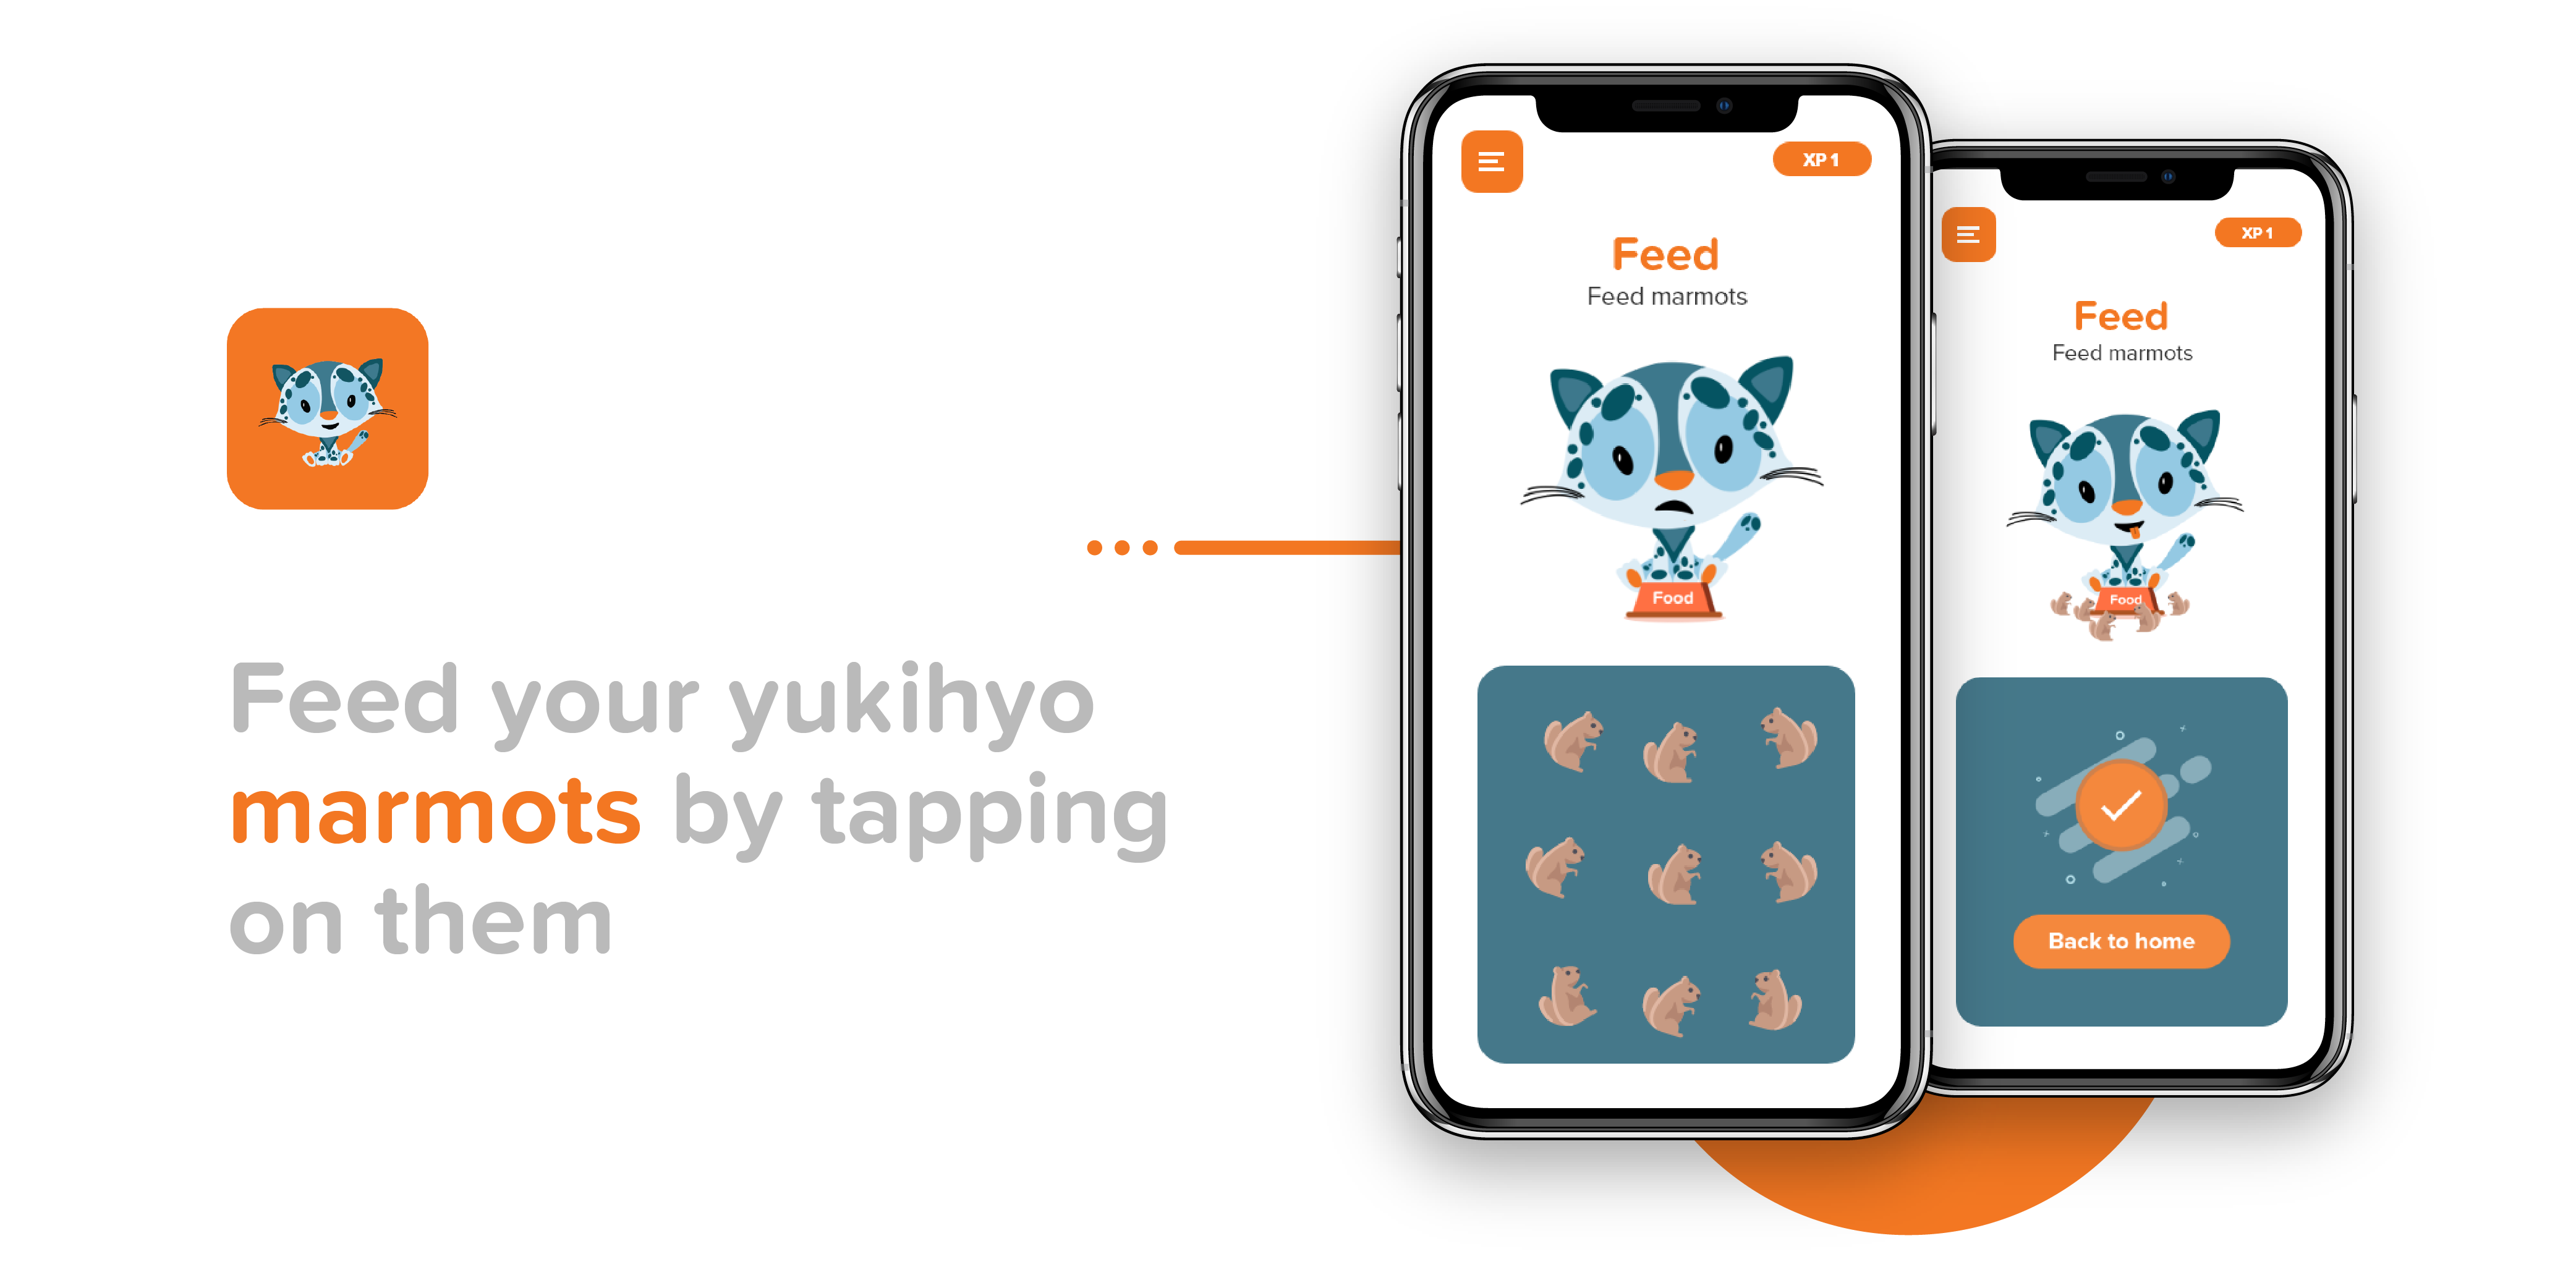 Feed your yukihyo
marmots by tapping
on them
XP 1
Feed
Feed marmots
Food
XP 1
Feed
Feed marmots
Food
Back to home